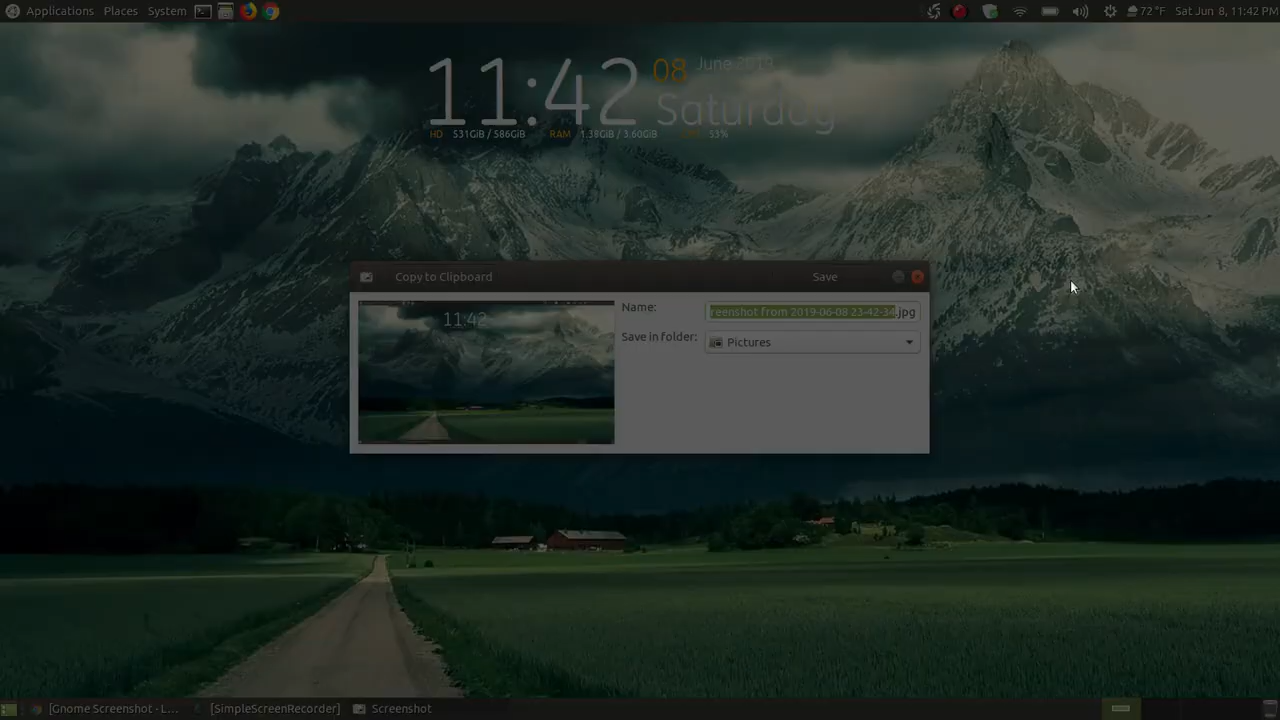 Applications Places System 72 °F Sat Jun 8, 11:42 PM
11:42 08 June 2019
Saturday
HD 531GiB / 586GiB RAM 1.38GiB / 3.60GiB 53%
Copy to Clipboard Save
Name: reenshot from 2019-06-08 23-42-34.jpg
Save in folder: Pictures
11:42
[Gnome Screenshot - L... [SimpleScreenRecorder] Screenshot